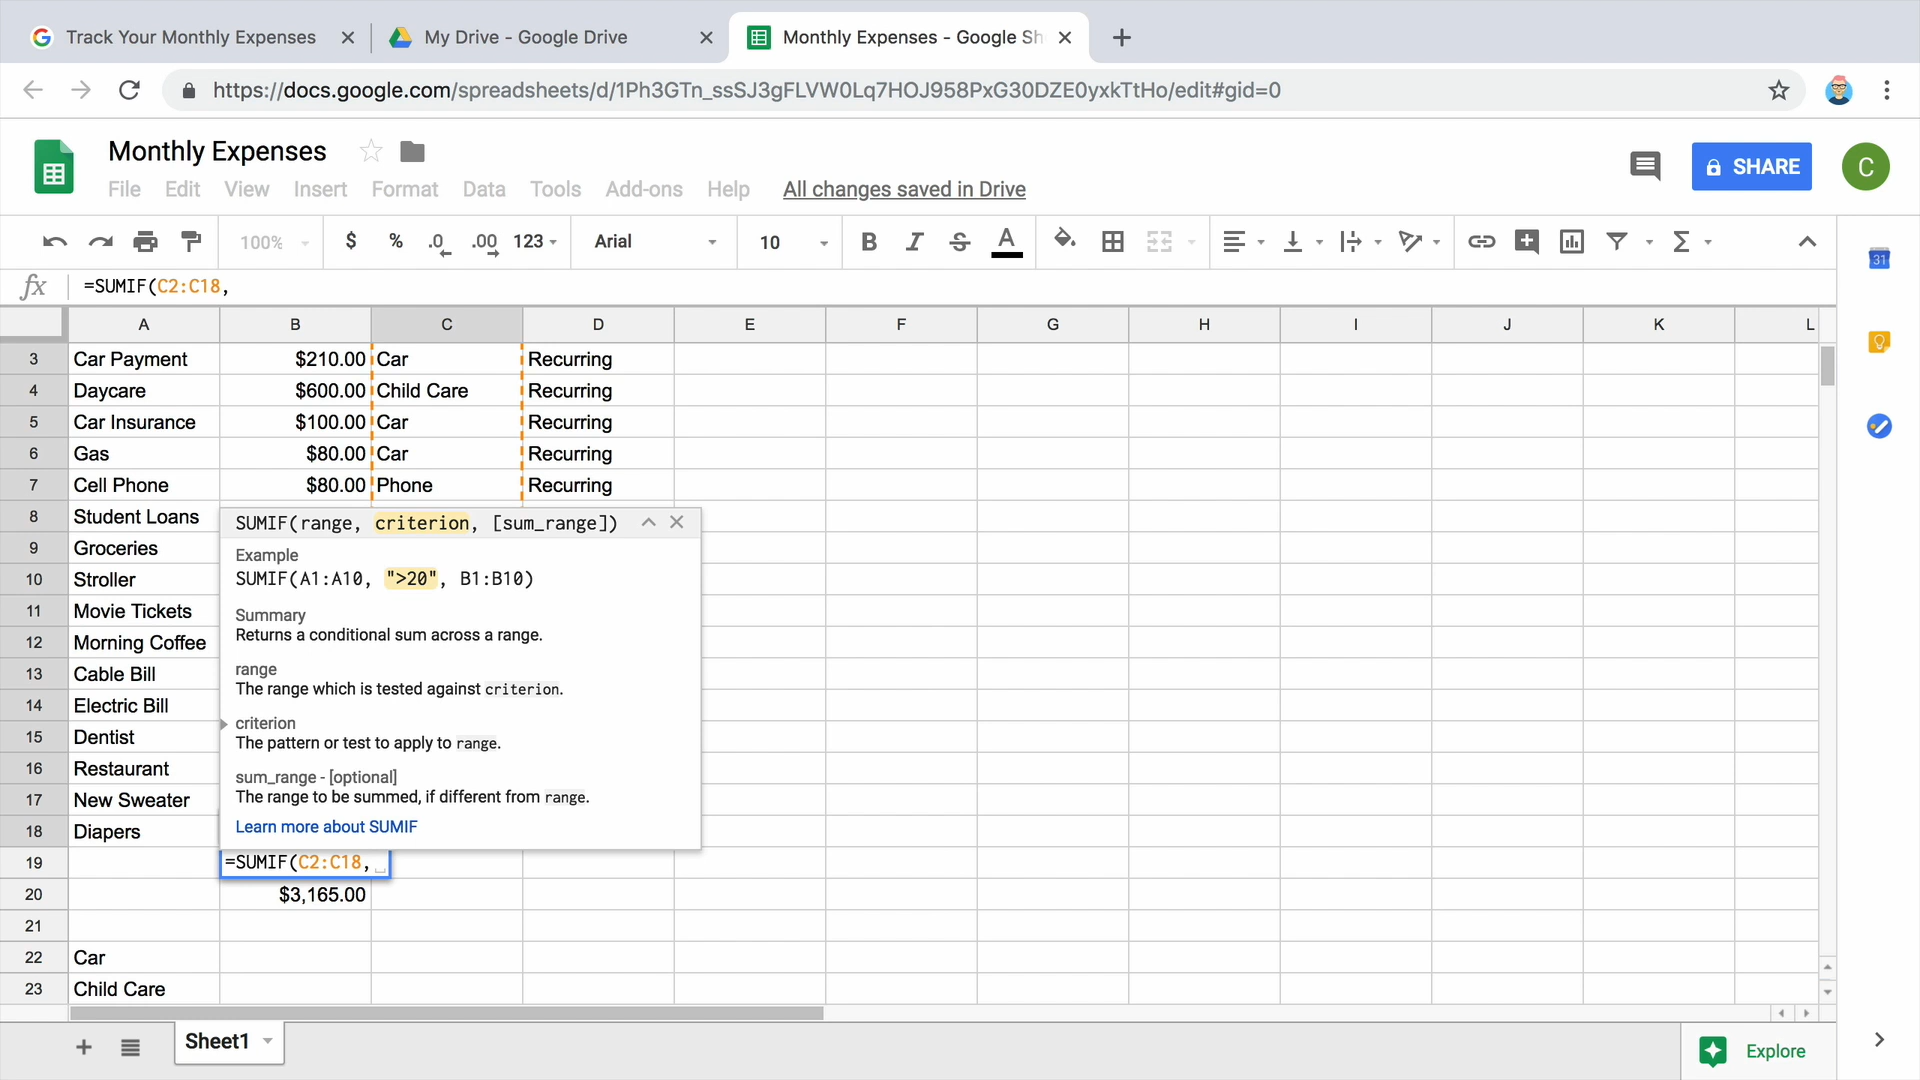 Track Your Monthly Expenses
My Drive - Google Drive
Monthly Expenses - Google Sh
https://docs.google.com/spreadsheets/d/1Ph3GTn_ssSJ3gFLVW0Lq7HOJ958PxG30DZE0yxkTtHo/edit#gid=0
Monthly Expenses
SHARE
C
File Edit View Insert Format Data Tools Add-ons Help All changes saved in Drive
100% $ % .0 .00 123 Arial 10 B I S A Σ
31
fx =SUMIF(C2:C18,
A B C D E F G H I J K L
3 Car Payment $210.00 Car Recurring
4 Daycare $600.00 Child Care Recurring
5 Car Insurance $100.00 Car Recurring
6 Gas $80.00 Car Recurring
7 Cell Phone $80.00 Phone Recurring
8 Student Loans
9 Groceries
10 Stroller
11 Movie Tickets
12 Morning Coffee
13 Cable Bill
14 Electric Bill
15 Dentist
16 Restaurant
17 New Sweater
18 Diapers
SUMIF(range, criterion, [sum_range])
Example
SUMIF(A1:A10, ">20", B1:B10)
Summary
Returns a conditional sum across a range.
range
The range which is tested against criterion.
criterion
The pattern or test to apply to range.
sum_range - [optional]
The range to be summed, if different from range.
Learn more about SUMIF
19 =SUMIF(C2:C18,
20 $3,165.00
21
22 Car
23 Child Care
Sheet1
Explore